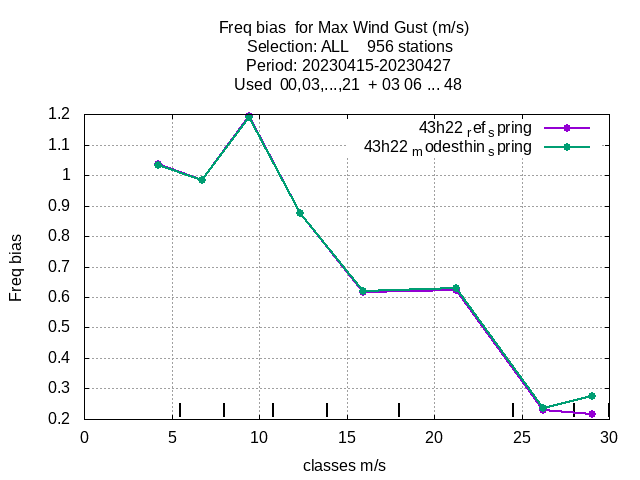 Freq bias  for Max Wind Gust (m/s)
Selection: ALL    956 stations
Period: 20230415-20230427
Used  00,03,...,21  + 03 06 ... 48
43h22 ref spring
43h22 modesthin spring
1.2
1.1
1
0.9
0.8
0.7
0.6
0.5
0.4
0.3
0.2
Freq bias
0 5 10 15 20 25 30
classes m/s